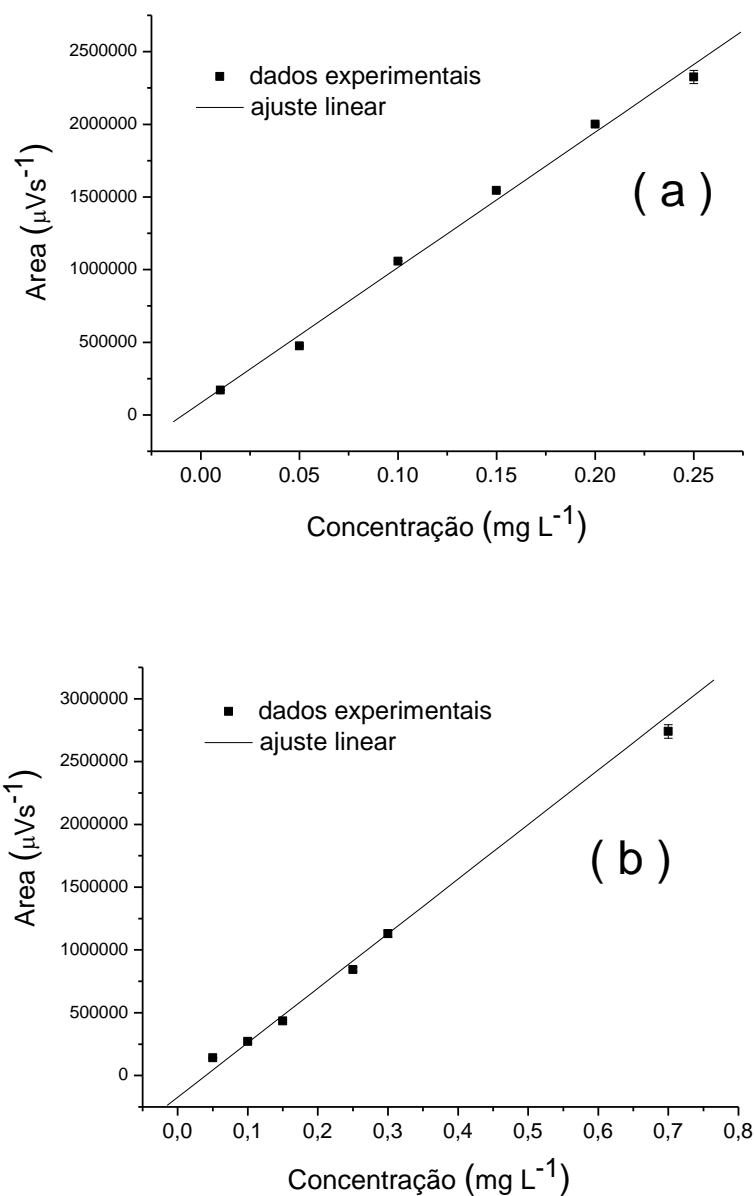 2500000
dados experimentais
ajuste linear
2000000
( a )
1500000
1000000
500000
0
Area (μVs⁻¹)
0.00 0.05 0.10 0.15 0.20 0.25
Concentração (mg L⁻¹)
3000000
dados experimentais
ajuste linear
2500000
2000000
( b )
1500000
1000000
500000
0
Area (μVs⁻¹)
0,0 0,1 0,2 0,3 0,4 0,5 0,6 0,7 0,8
Concentração (mg L⁻¹)